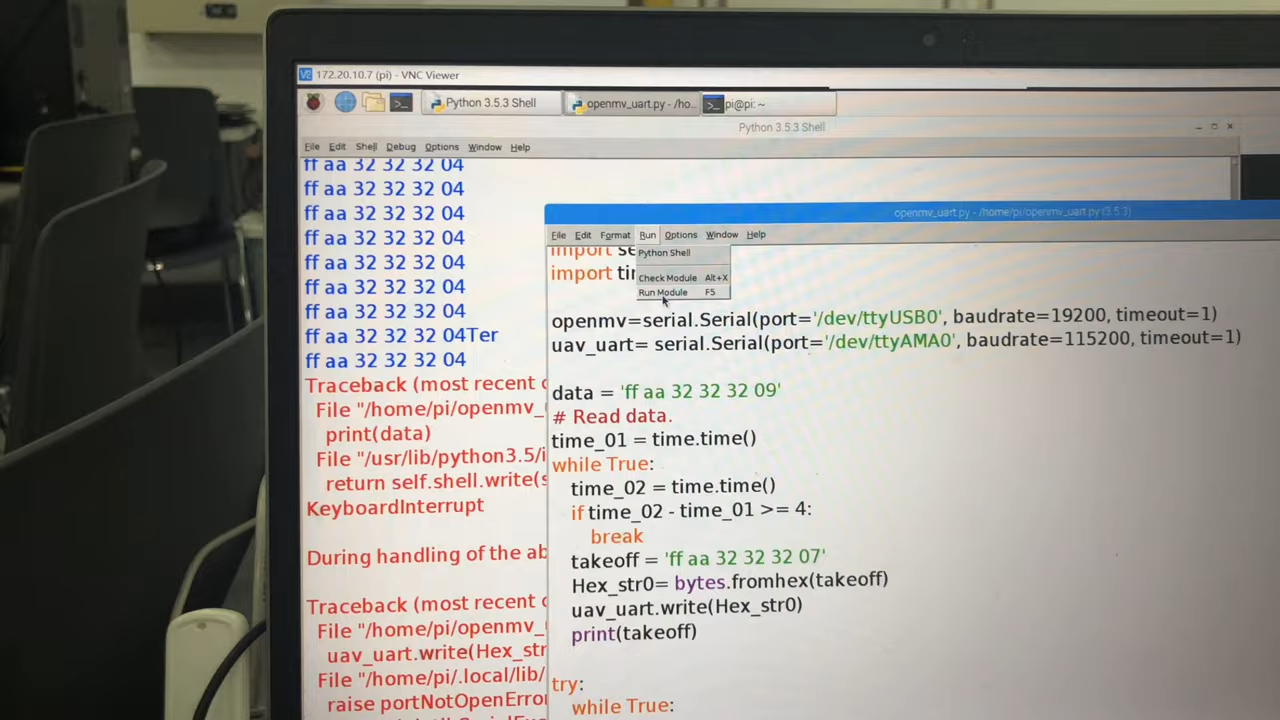 172.20.10.7 (pi) - VNC Viewer
Python 3.5.3 Shell
openmv_uart.py - /ho...
pi@pi: ~
Python 3.5.3 Shell
File Edit Shell Debug Options Window Help
ff aa 32 32 32 04
ff aa 32 32 32 04
ff aa 32 32 32 04
ff aa 32 32 32 04
ff aa 32 32 32 04
ff aa 32 32 32 04
ff aa 32 32 32 04
ff aa 32 32 32 04Ter
ff aa 32 32 32 04
Traceback (most recent
File "/home/pi/openmv_
print(data)
File "/usr/lib/python3.5/i
return self.shell.write(s
KeyboardInterrupt
During handling of the ab
Traceback (most recent
File "/home/pi/openmv_
uav_uart.write(Hex_str
File "/home/pi/.local/lib/
raise portNotOpenError
openmv_uart.py - /home/pi/openmv_uart.py (3.5.3)
File Edit Format Run Options Window Help
Python Shell
Check Module Alt+X
Run Module F5
import se
import tim
openmv=serial.Serial(port='/dev/ttyUSB0', baudrate=19200, timeout=1)
uav_uart= serial.Serial(port='/dev/ttyAMA0', baudrate=115200, timeout=1)
data = 'ff aa 32 32 32 09'
# Read data.
time_01 = time.time()
while True:
time_02 = time.time()
if time_02 - time_01 >= 4:
break
takeoff = 'ff aa 32 32 32 07'
Hex_str0= bytes.fromhex(takeoff)
uav_uart.write(Hex_str0)
print(takeoff)
try:
while True: